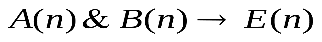 A(n) & B(n) → E(n)